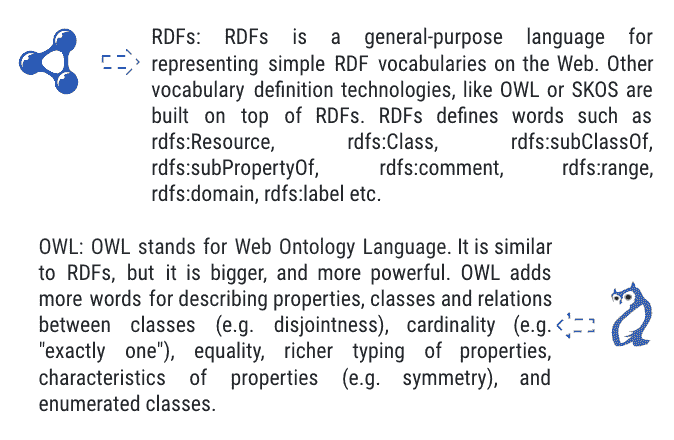 RDFs: RDFs is a general-purpose language for
representing simple RDF vocabularies on the Web. Other
vocabulary definition technologies, like OWL or SKOS are
built on top of RDFs. RDFs defines words such as
rdfs:Resource, rdfs:Class, rdfs:subClassOf,
rdfs:subPropertyOf, rdfs:comment, rdfs:range,
rdfs:domain, rdfs:label etc.
OWL: OWL stands for Web Ontology Language. It is similar
to RDFs, but it is bigger, and more powerful. OWL adds
more words for describing properties, classes and relations
between classes (e.g. disjointness), cardinality (e.g.
"exactly one"), equality, richer typing of properties,
characteristics of properties (e.g. symmetry), and
enumerated classes.